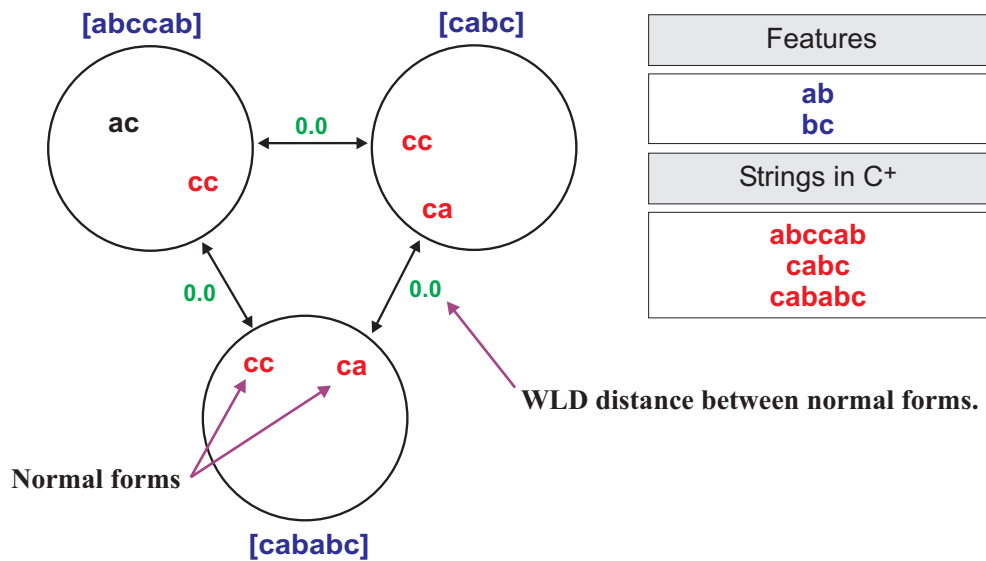 [abccab]
[cabc]
ac
cc
0.0
cc
ca
0.0
0.0
cc
ca
Normal forms
WLD distance between normal forms.
[cababc]
Features
ab
bc
Strings in C+
abccab
cabc
cababc